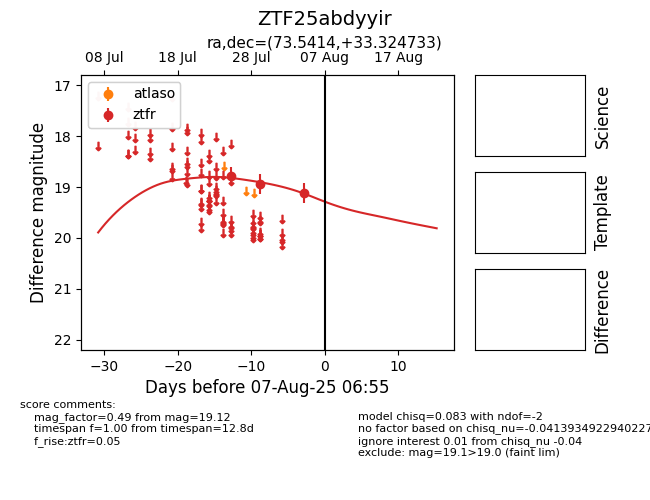 ZTF25abdyyir
ra,dec=(73.5414,+33.324733)
08 Jul
18 Jul
28 Jul
07 Aug
17 Aug
atlaso
ztfr
17
18
19
20
21
22
Difference magnitude
−30
−20
−10
0
10
Days before 07-Aug-25 06:55
Science
Template
Difference
score comments:
mag_factor=0.49 from mag=19.12
timespan f=1.00 from timespan=12.8d
f_rise:ztfr=0.05
model chisq=0.083 with ndof=-2
no factor based on chisq_nu=-0.0413934922940227
ignore interest 0.01 from chisq_nu -0.04
exclude: mag=19.1>19.0 (faint lim)